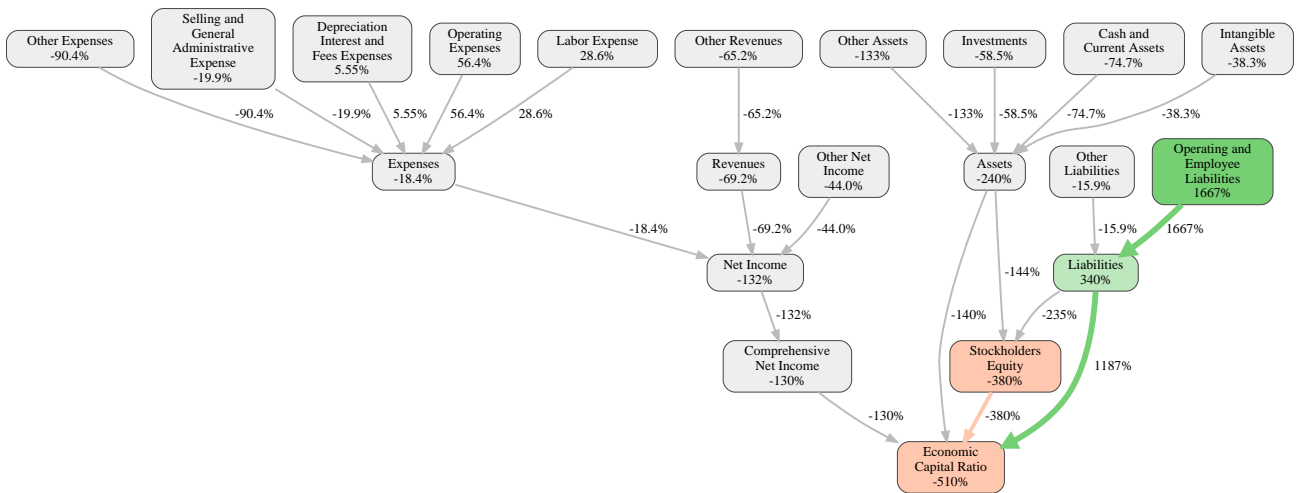 Other Expenses
-90.4%
Selling and
General
Administrative
Expense
-19.9%
Depreciation
Interest and
Fees Expenses
5.55%
Operating
Expenses
56.4%
Labor Expense
28.6%
Other Revenues
-65.2%
Other Assets
-133%
Investments
-58.5%
Cash and
Current Assets
-74.7%
Intangible
Assets
-38.3%
-90.4%
-19.9%
5.55%
56.4%
28.6%
-65.2%
-133%
-58.5%
-74.7%
-38.3%
Expenses
-18.4%
Revenues
-69.2%
Other Net
Income
-44.0%
Assets
-240%
Other
Liabilities
-15.9%
Operating and
Employee
Liabilities
1667%
-18.4%
-69.2%
-44.0%
-15.9%
1667%
Net Income
-132%
-144%
Liabilities
340%
-132%
-140%
-235%
Comprehensive
Net Income
-130%
Stockholders
Equity
-380%
1187%
-130%
-380%
Economic
Capital Ratio
-510%